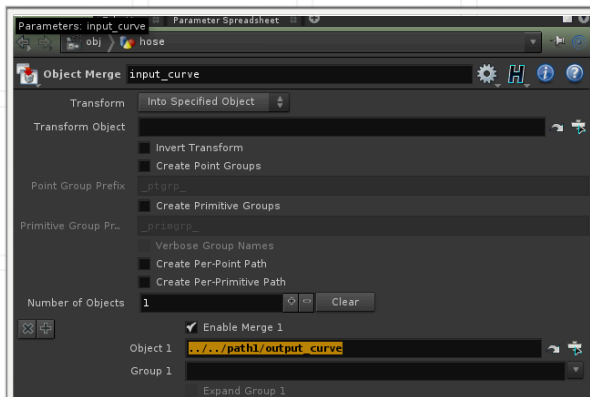 Parameters: input_curve
Parameter Spreadsheet
obj hose
Object Merge input_curve
Transform Into Specified Object
Transform Object
Invert Transform
Create Point Groups
Point Group Prefix _ptgrp_
Create Primitive Groups
Primitive Group Pr... _primgrp_
Verbose Group Names
Create Per-Point Path
Create Per-Primitive Path
Number of Objects 1 Clear
Enable Merge 1
Object 1 ../../path1/output_curve
Group 1
Expand Group 1